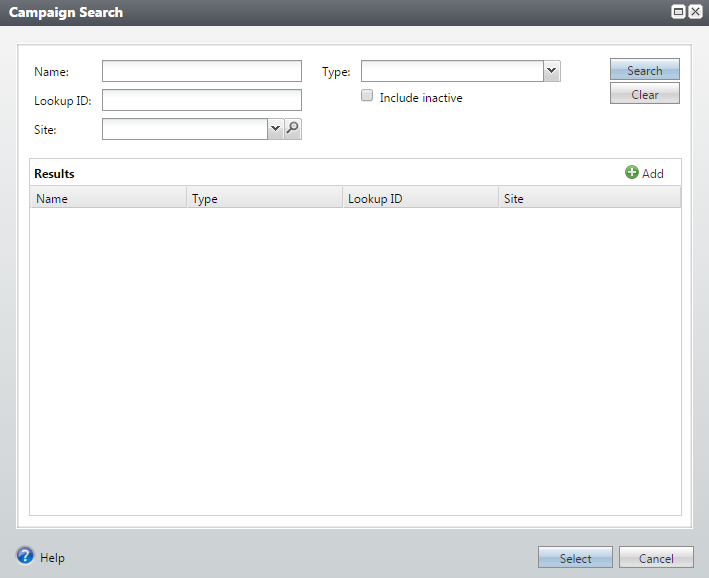 Campaign Search
Name:
Type:
Search
Lookup ID:
Include inactive
Clear
Site:
Results
Add
Name Type Lookup ID Site
? Help
Select
Cancel